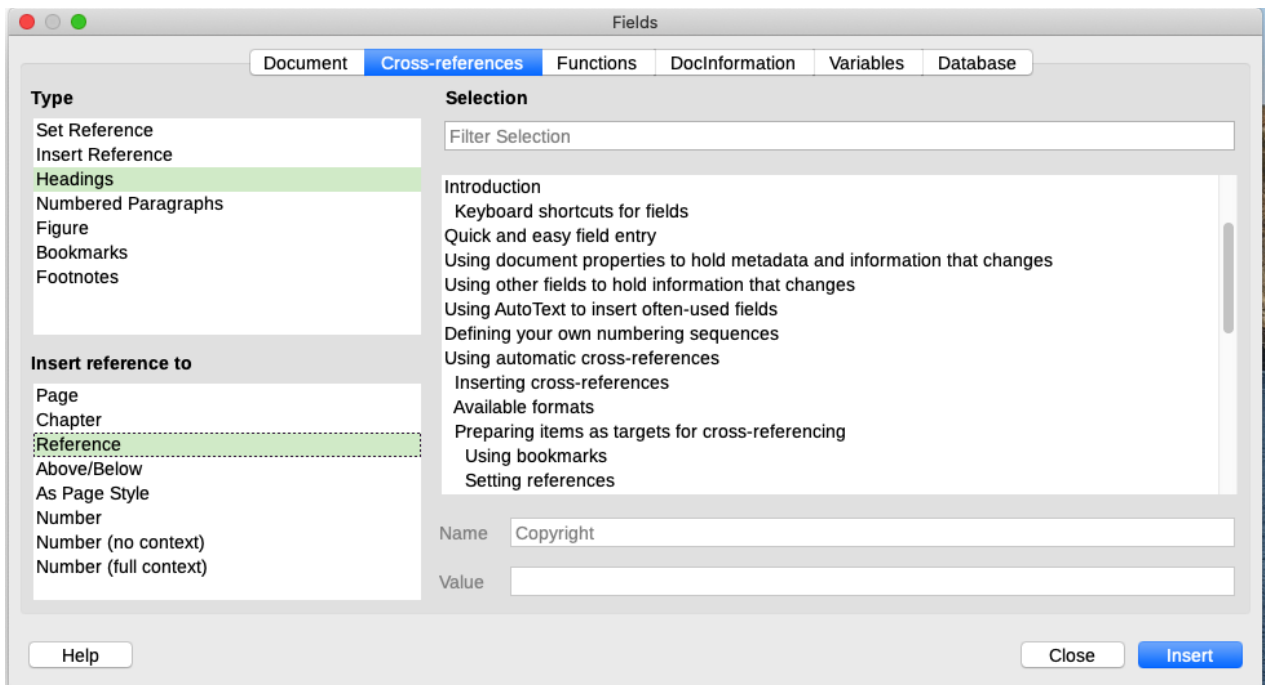 Fields
Document Cross-references Functions DocInformation Variables Database
Type
Set Reference
Insert Reference
Headings
Numbered Paragraphs
Figure
Bookmarks
Footnotes
Insert reference to
Page
Chapter
Reference
Above/Below
As Page Style
Number
Number (no context)
Number (full context)
Selection
Filter Selection
Introduction
Keyboard shortcuts for fields
Quick and easy field entry
Using document properties to hold metadata and information that changes
Using other fields to hold information that changes
Using AutoText to insert often-used fields
Defining your own numbering sequences
Using automatic cross-references
Inserting cross-references
Available formats
Preparing items as targets for cross-referencing
Using bookmarks
Setting references
Name Copyright
Value
Help Close Insert